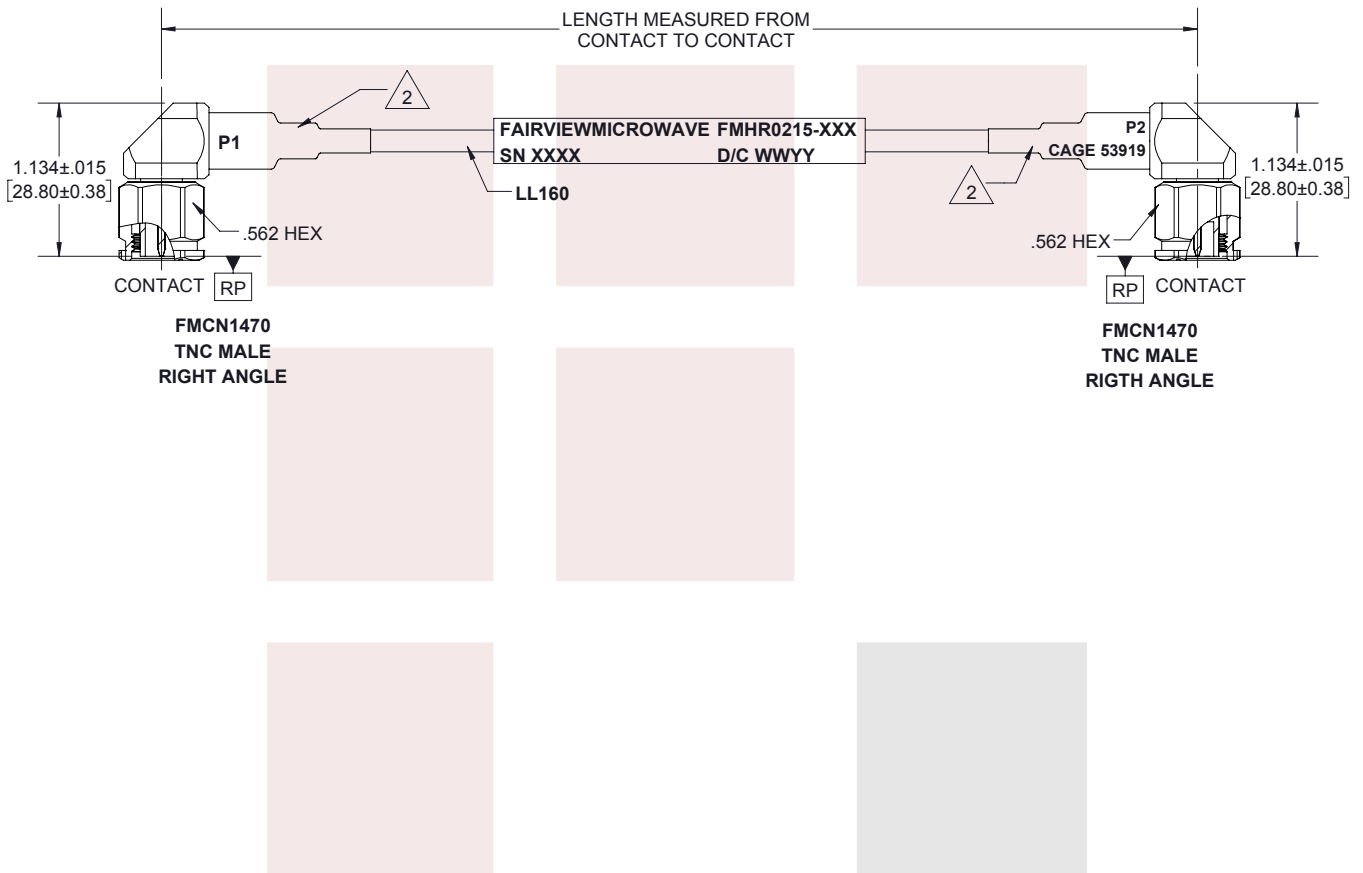 LENGTH MEASURED FROM
CONTACT TO CONTACT
2
P1
FAIRVIEWMICROWAVE FMHR0215-XXX
SN XXXX D/C WWYY
P2
CAGE 53919
1.134±.015
[28.80±0.38]
1.134±.015
[28.80±0.38]
LL160
2
.562 HEX
.562 HEX
CONTACT RP
RP CONTACT
FMCN1470
TNC MALE
RIGHT ANGLE
FMCN1470
TNC MALE
RIGTH ANGLE